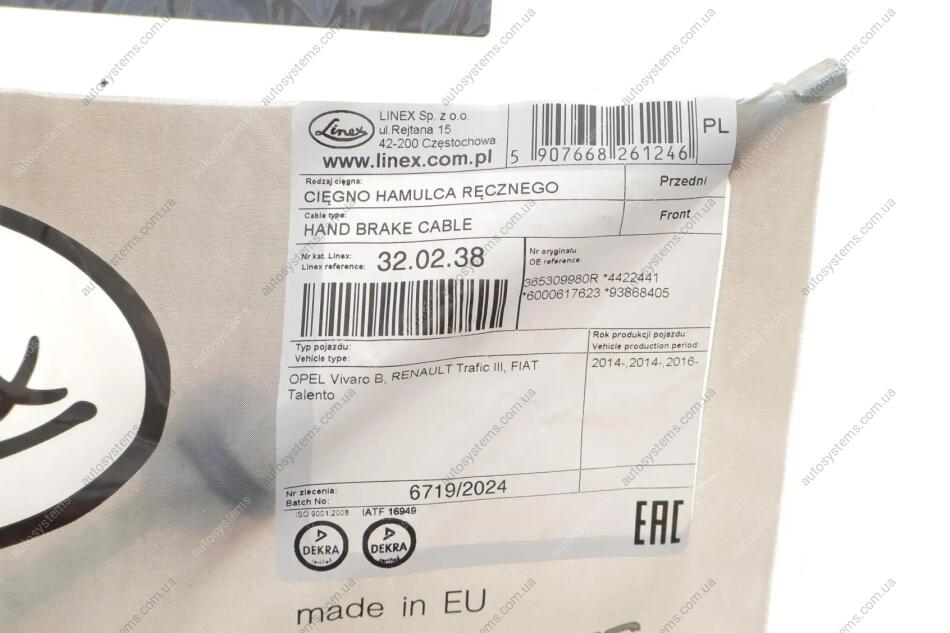 Linex
LINEX Sp. z o.o.
ul.Rejtana 15
42-200 Częstochowa
www.linex.com.pl
5 907668 261246
PL
Rodzaj cięgna:
CIĘGNO HAMULCA RĘCZNEGO
Przedni
Cable type:
HAND BRAKE CABLE
Front
Nr kat. Linex:
Linex reference:
32.02.38
Nr oryginału:
OE reference
365309980R *4422441
*6000617623 *93868405
Typ pojazdu:
Vehicle type:
OPEL Vivaro B, RENAULT Trafic III, FIAT
Talento
Rok produkcji pojazdu:
Vehicle production period:
2014-,2014-,2016-
Nr zlecenia:
Batch No:
6719/2024
ISO 9001:2008
IATF 16949
DEKRA
DEKRA
EAC
made in EU
autosystems.com.ua